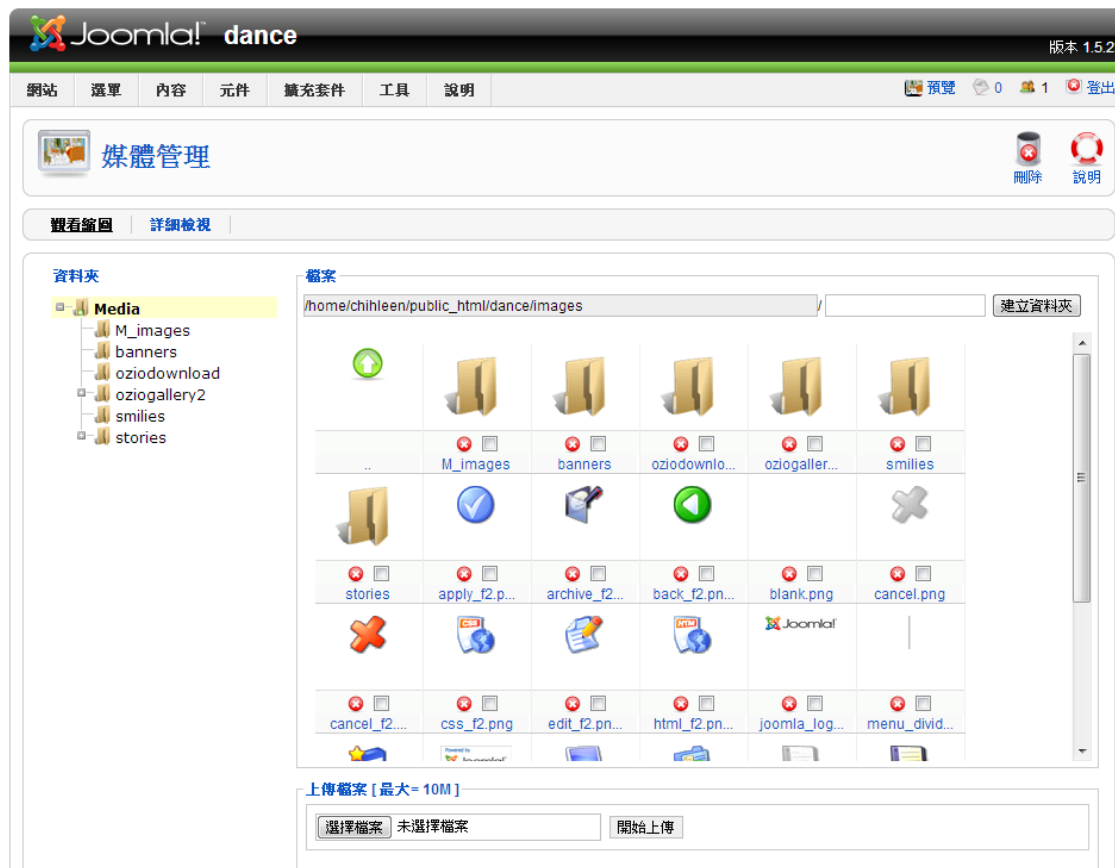 Joomla! dance
版本 1.5.2
網站 選單 內容 元件 擴充套件 工具 說明 預覽 0 1 登出
媒體管理
刪除 說明
觀看縮圖 詳細檢視
資料夾
Media
M_images
banners
oziodownload
oziogallery2
smilies
stories
檔案
/home/chihleen/public_html/dance/images / 建立資料夾
.. M_images banners oziodownlo... oziogaller... smilies
stories apply_f2.p... archive_f2... back_f2.pn... blank.png cancel.png
CSS HTM Joomla!
cancel_f2.... css_f2.png edit_f2.pn... html_f2.pn... joomla_log... menu_divid...
Powered by
上傳檔案 [ 最大= 10M ]
選擇檔案 未選擇檔案 開始上傳